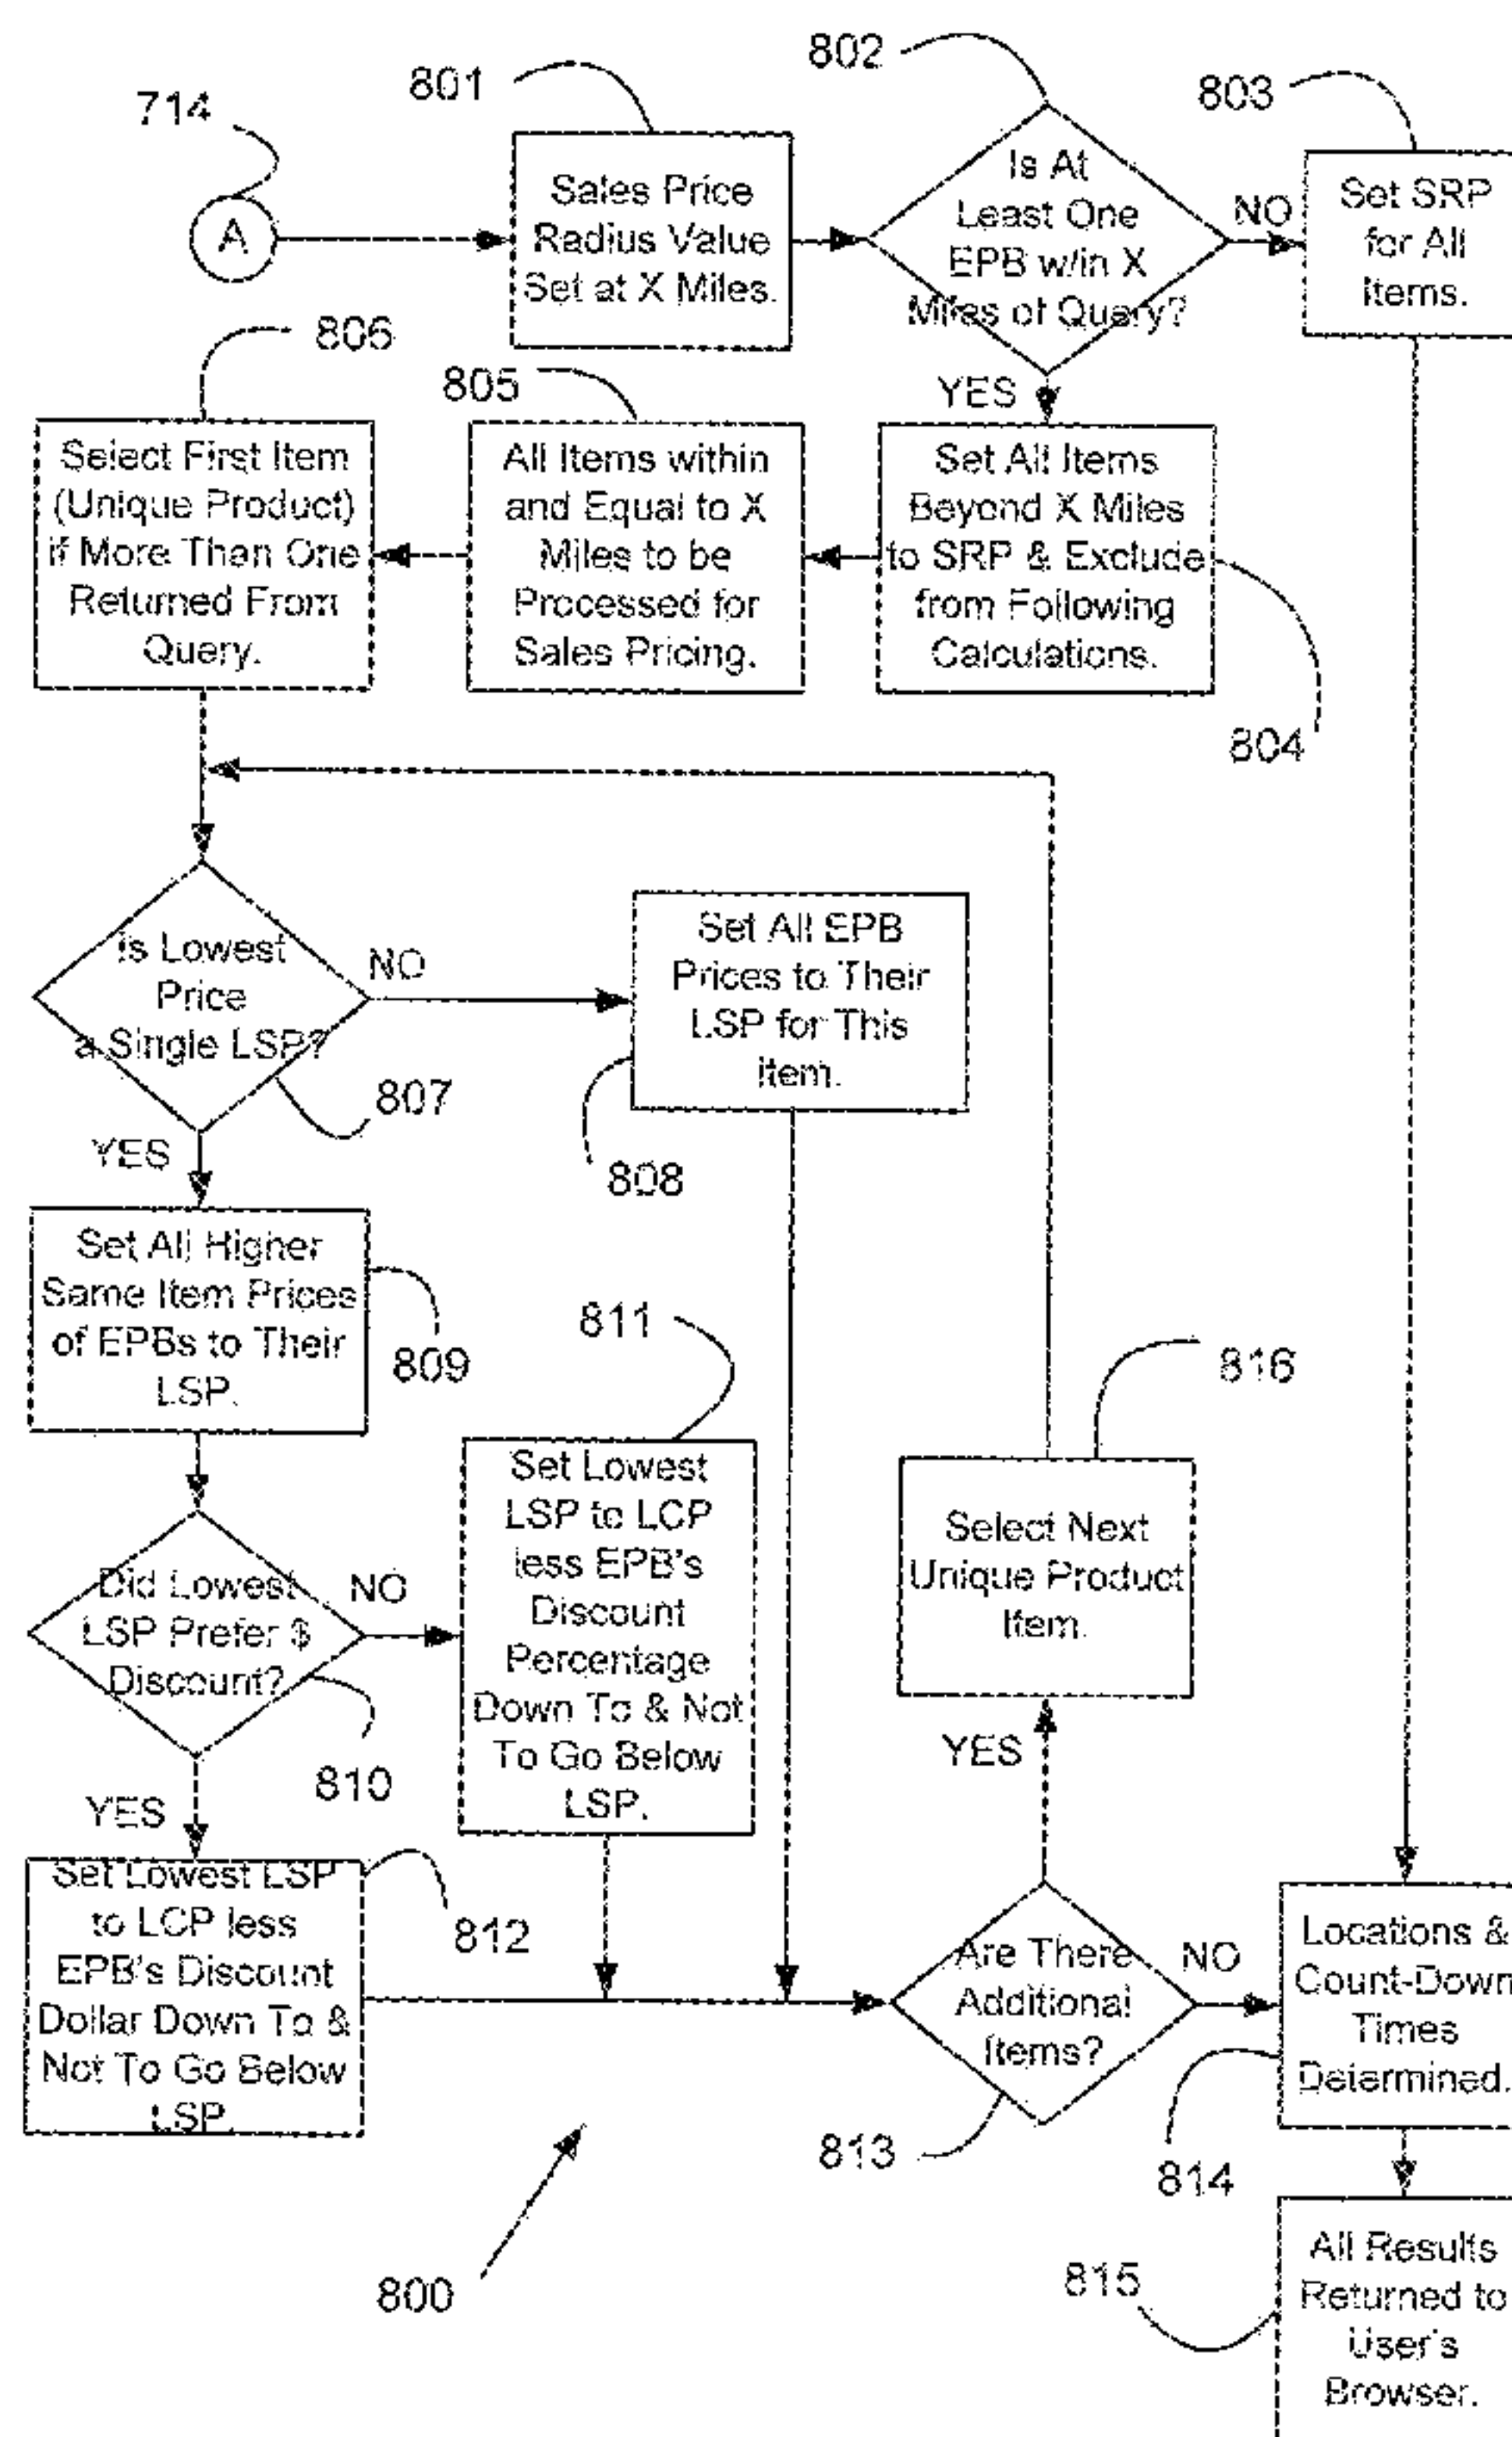 714
801
802
803
A
Sales Price
Radius Value
Set at X Miles.
Is At
Least One
EPB w/in X
Miles of Query?
NO
Set SRP
for All
Items.
YES
806
805
804
Select First Item
(Unique Product)
if More Than One
Returned From
Query.
All Items within
and Equal to X
Miles to be
Processed for
Sales Pricing.
Set All Items
Beyond X Miles
to SRP & Exclude
from Following
Calculations.
Is Lowest
Price
a Single LSP?
NO
807
YES
Set All EPB
Prices to Their
LSP for This
Item.
808
Set All Higher
Same Item Prices
of EPBs to Their
LSP.
809
811
816
Did Lowest
LSP Prefer $
Discount?
NO
810
YES
Set Lowest
LSP to LCP
less EPB's
Discount
Percentage
Down To & Not
To Go Below
LSP.
Select Next
Unique Product
Item.
YES
Set Lowest LSP
to LCP less
EPB's Discount
Dollar Down To &
Not To Go Below
LSP.
812
Are There
Additional
Items?
NO
813
Locations &
Count-Down
Times
Determined.
814
800
815
All Results
Returned to
User's
Browser.